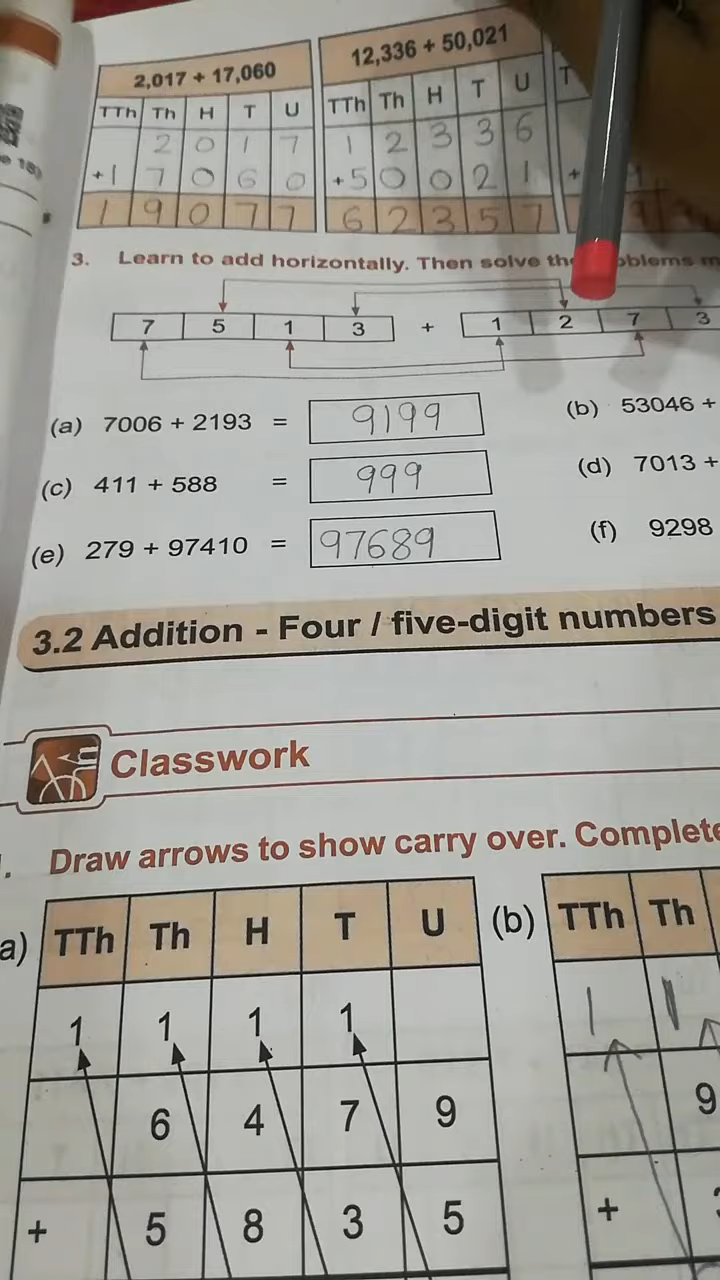 2,017 + 17,060 12,336 + 50,021
TTh Th H T U TTh Th H T U T
2 0 1 7 1 2 3 3 6
+1 7 0 6 0 +5 0 0 2 1 +
1 9 0 7 7 6 2 3 5 7
3. Learn to add horizontally. Then solve
7 5 1 3 + 1 2 7 3
(a) 7006 + 2193 = 9199 (b) 53046 +
(c) 411 + 588 = 999 (d) 7013 +
(e) 279 + 97410 = 97689 (f) 9298
3.2 Addition - Four / five-digit numbers
Classwork
Draw arrows to show carry over. Complete
a) TTh Th H T U (b) TTh Th
1 1 1 1 1 1
6 4 7 9 9
+ 5 8 3 5 +